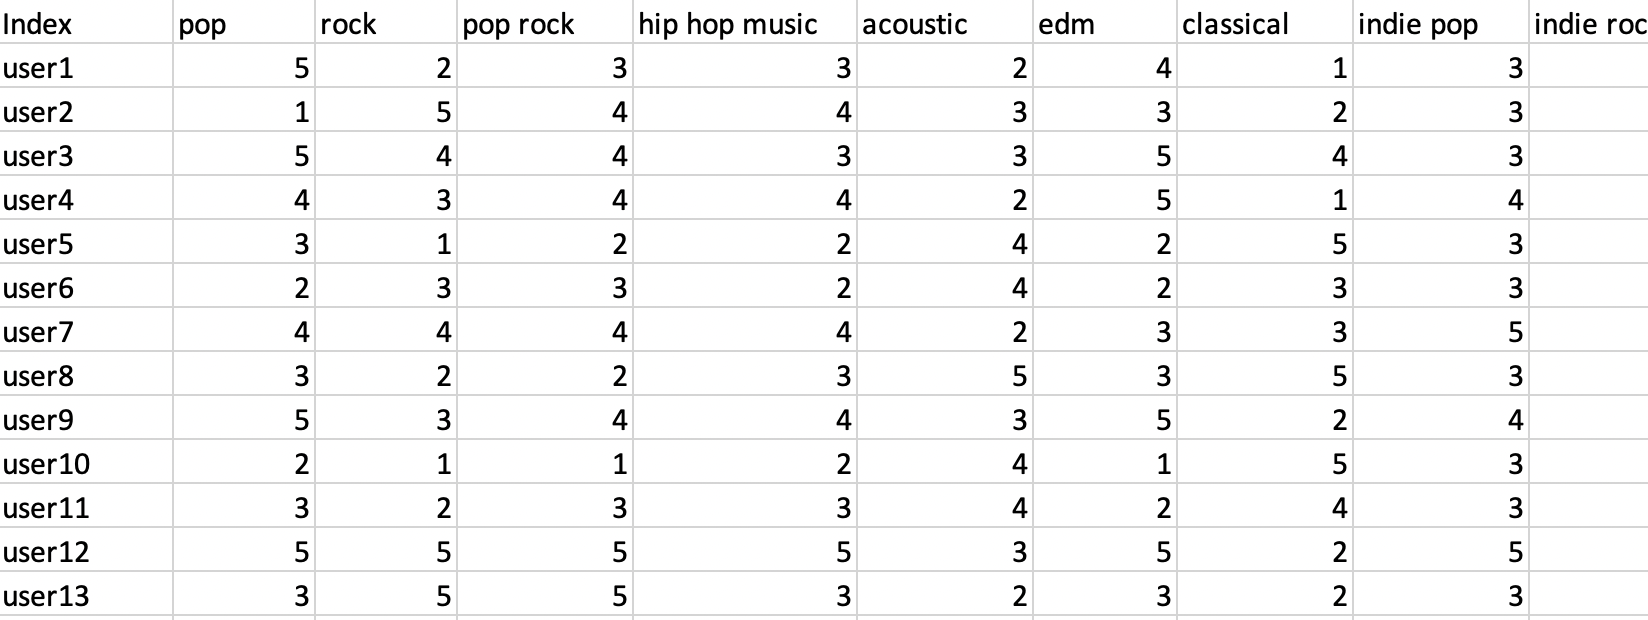 Index pop rock pop rock hip hop music acoustic edm classical indie pop indie roc
user1 5 2 3 3 2 4 1 3
user2 1 5 4 4 3 3 2 3
user3 5 4 4 3 3 5 4 3
user4 4 3 4 4 2 5 1 4
user5 3 1 2 2 4 2 5 3
user6 2 3 3 2 4 2 3 3
user7 4 4 4 4 2 3 3 5
user8 3 2 2 3 5 3 5 3
user9 5 3 4 4 3 5 2 4
user10 2 1 1 2 4 1 5 3
user11 3 2 3 3 4 2 4 3
user12 5 5 5 5 3 5 2 5
user13 3 5 5 3 2 3 2 3